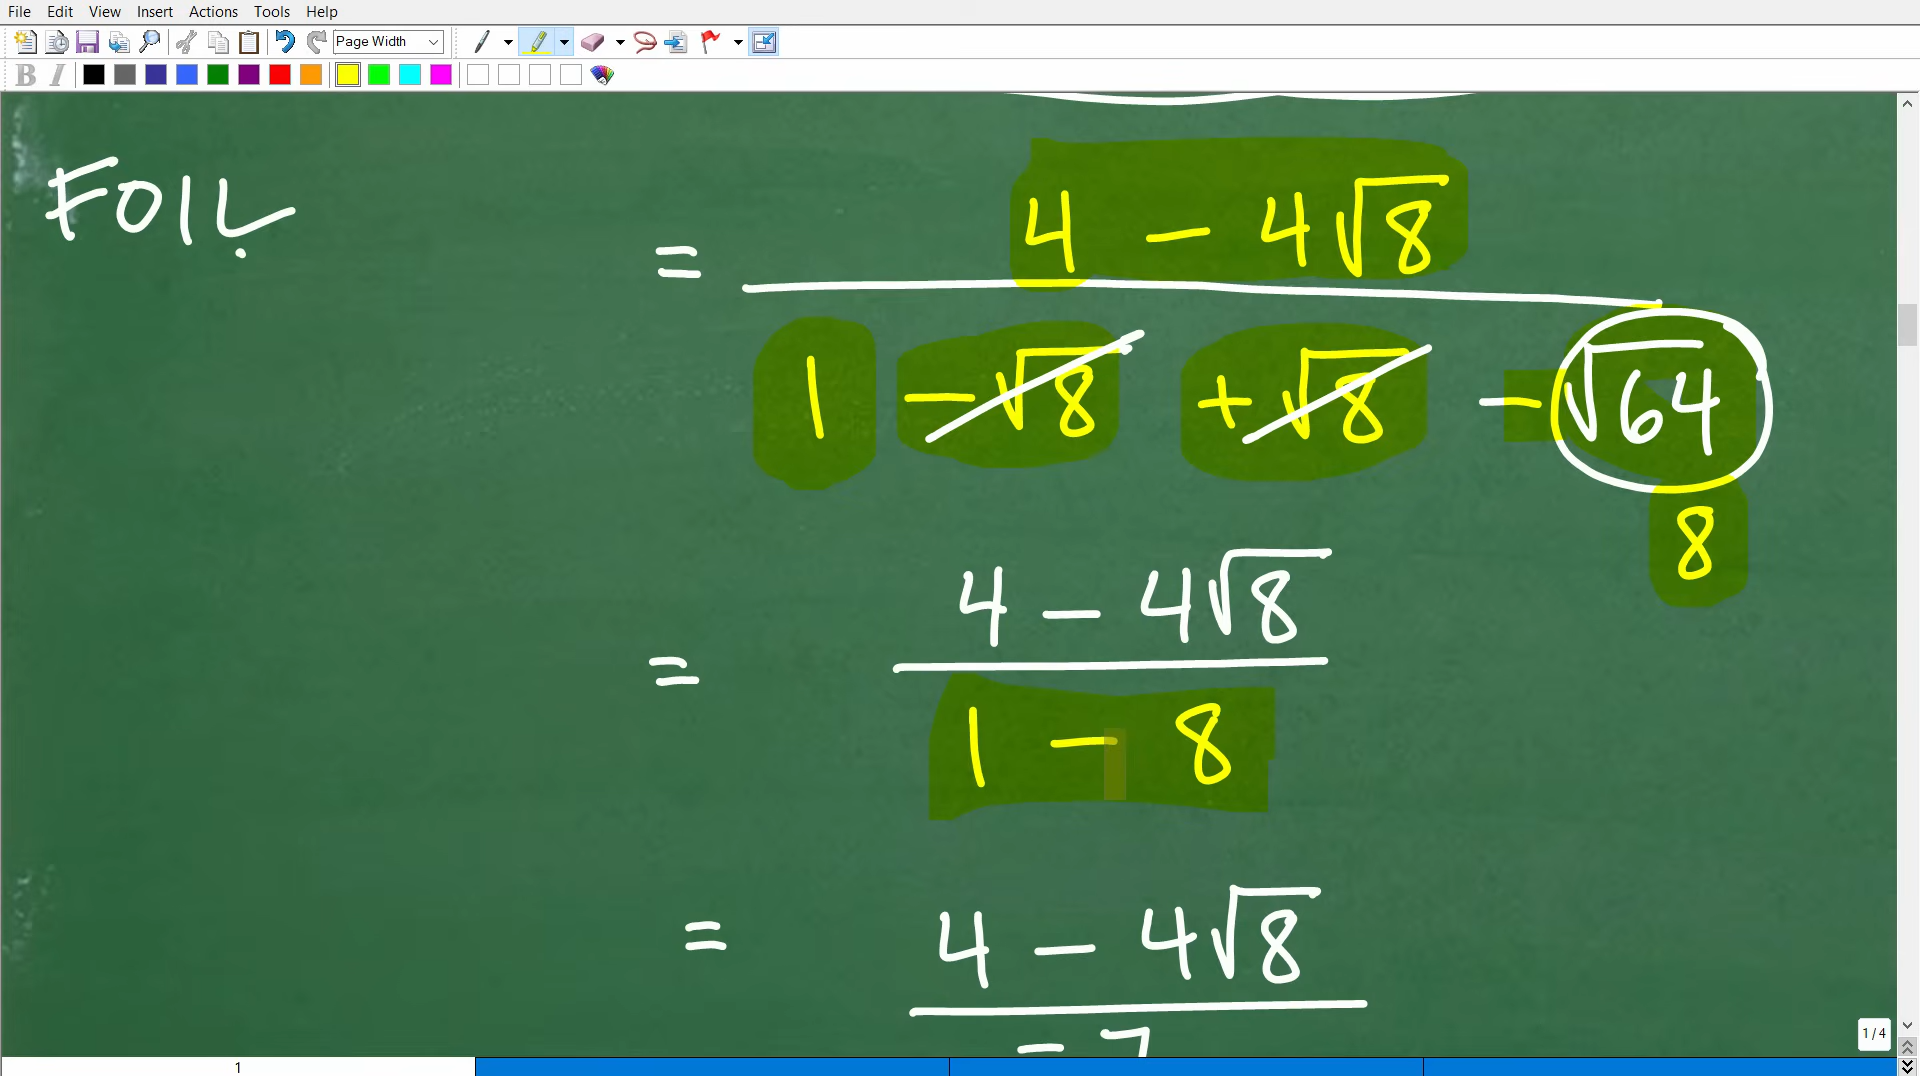 File Edit View Insert Actions Tools Help
Page Width
B I
FOIL
= 4 - 4√8
1 - √8 + √8 - √64
8
= 4 - 4√8
1 - 8
= 4 - 4√8
- 7
1 / 4
1